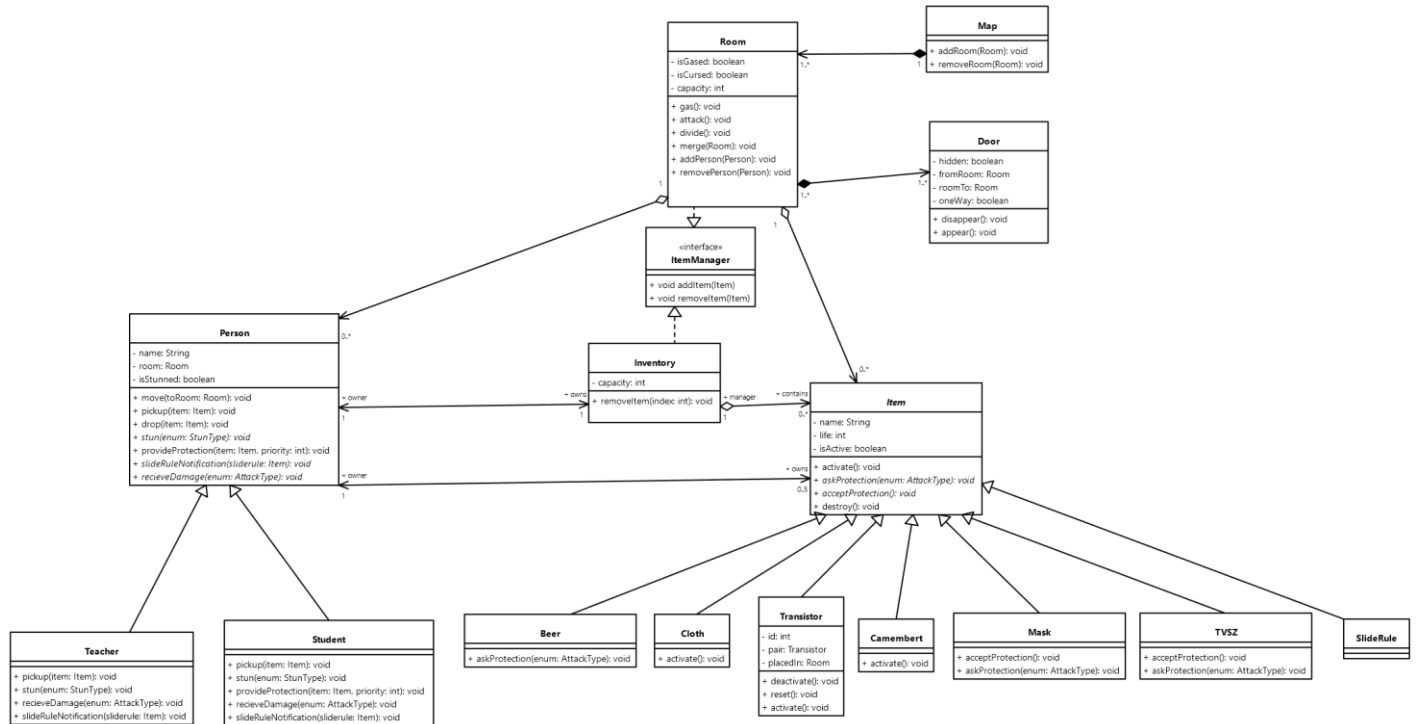 Map
+ addRoom(Room): void
+ removeRoom(Room): void
1
1..*
Room
- isGased: boolean
- isCursed: boolean
- capacity: int
+ gas(): void
+ attack(): void
+ divide(): void
+ merge(Room): void
+ addPerson(Person): void
+ removePerson(Person): void
1
1..*
1..*
1
Door
- hidden: boolean
- fromRoom: Room
- roomTo: Room
- oneWay: boolean
+ disappear(): void
+ appear(): void
«interface»
ItemManager
+ void addItem(Item)
+ void removeItem(Item)
Person
- name: String
- room: Room
- isStunned: boolean
+ move(toRoom: Room): void
+ pickup(item: Item): void
+ drop(item: Item): void
+ stun(enum: StunType): void
+ provideProtection(item: Item, priority: int): void
+ slideRuleNotification(sliderule: Item): void
+ recieveDamage(enum: AttackType): void
0..*
+ owner
1
+ owns
1
Inventory
- capacity: int
+ removeItem(index: int): void
+ manager
1
+ contains
0..*
0..*
Item
- name: String
- life: int
- isActive: boolean
+ activate(): void
+ askProtection(enum: AttackType): void
+ acceptProtection(): void
+ destroy(): void
+ owner
1
+ owns
0..5
Teacher
+ pickup(item: Item): void
+ stun(enum: StunType): void
+ recieveDamage(enum: AttackType): void
+ slideRuleNotification(sliderule: Item): void
Student
+ pickup(item: Item): void
+ stun(enum: StunType): void
+ provideProtection(item: Item, priority: int): void
+ recieveDamage(enum: AttackType): void
+ slideRuleNotification(sliderule: Item): void
Beer
+ askProtection(enum: AttackType): void
Cloth
+ activate(): void
Transistor
- id: int
- pair: Transistor
- placedIn: Room
+ deactivate(): void
+ reset(): void
+ activate(): void
Camembert
+ activate(): void
Mask
+ acceptProtection(): void
+ askProtection(enum: AttackType): void
TVSZ
+ acceptProtection(): void
+ askProtection(enum: AttackType): void
SlideRule